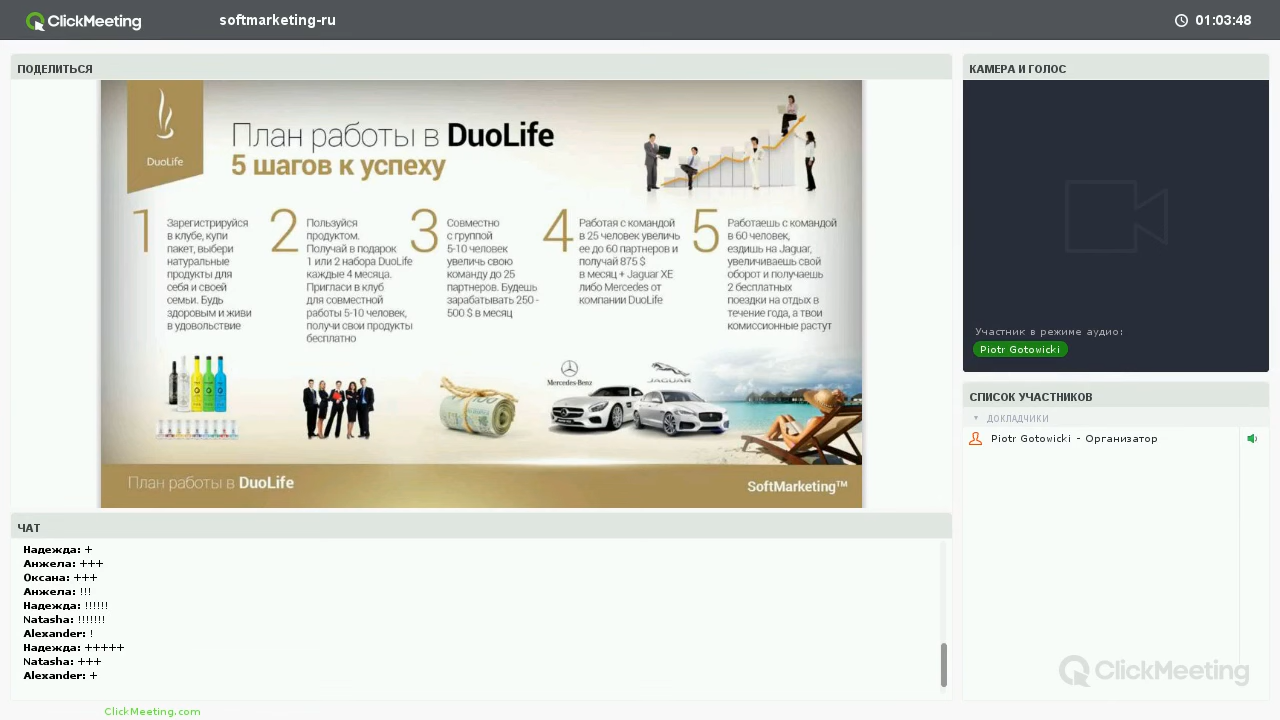 ClickMeeting
softmarketing-ru
01:03:48
ПОДЕЛИТЬСЯ
DuoLife
План работы в DuoLife
5 шагов к успеху
1
Зарегистрируйся
в клубе, купи
пакет, выбери
натуральные
продукты для
себя и своей
семьи. Будь
здоровым и живи
в удовольствие
2
Пользуйся
продуктом.
Получай в подарок
1 или 2 набора DuoLife
каждые 4 месяца.
Пригласи в клуб
для совместной
работы 5-10 человек,
получи свои продукты
бесплатно
3
Совместно
с группой
5-10 человек
увеличь свою
команду до 25
партнеров. Будешь
зарабатывать 250 -
500 $ в месяц
4
Работая с командой
в 25 человек увеличь
ее до 60 партнеров и
получай 875 $
в месяц + Jaguar XE
либо Mercedes от
компании DuoLife
5
Работаешь с командой
в 60 человек,
ездишь на Jaguar,
увеличиваешь свой
оборот и получаешь
2 бесплатных
поездки на отдых в
течение года, а твои
комиссионные растут
Mercedes-Benz
JAGUAR
План работы в DuoLife
SoftMarketing™
КАМЕРА И ГОЛОС
Участник в режиме аудио:
Piotr Gotowicki
СПИСОК УЧАСТНИКОВ
ДОКЛАДЧИКИ
Piotr Gotowicki - Организатор
ЧАТ
Надежда: +
Анжела: +++
Оксана: +++
Анжела: !!!
Надежда: !!!!!!
Natasha: !!!!!!!
Alexander: !
Надежда: +++++
Natasha: +++
Alexander: +
ClickMeeting
ClickMeeting.com